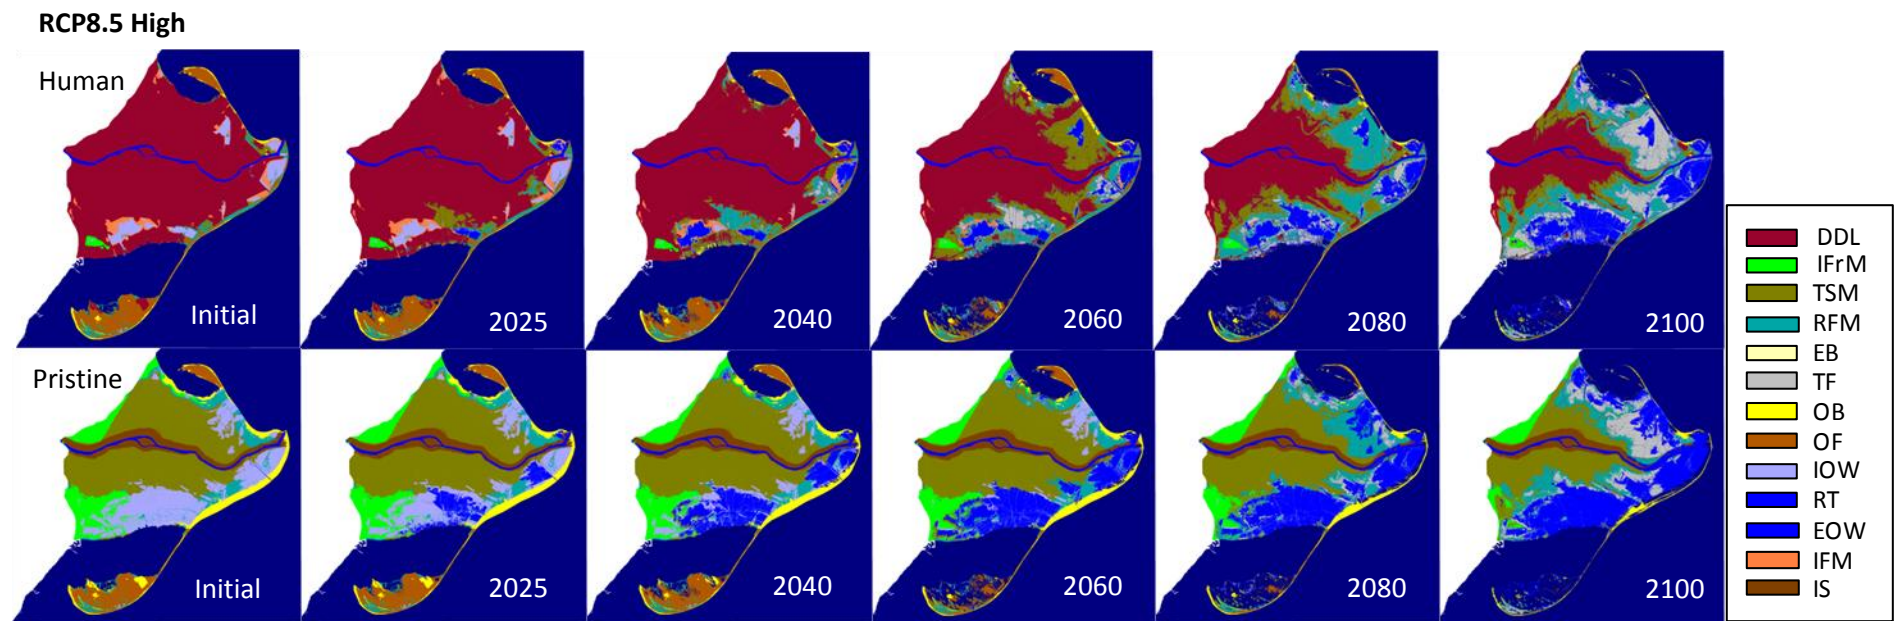 RCP8.5 High
Human
Initial
2025
2040
2060
2080
2100
Pristine
Initial
2025
2040
2060
2080
2100
DDL
IFrM
TSM
RFM
EB
TF
OB
OF
IOW
RT
EOW
IFM
IS